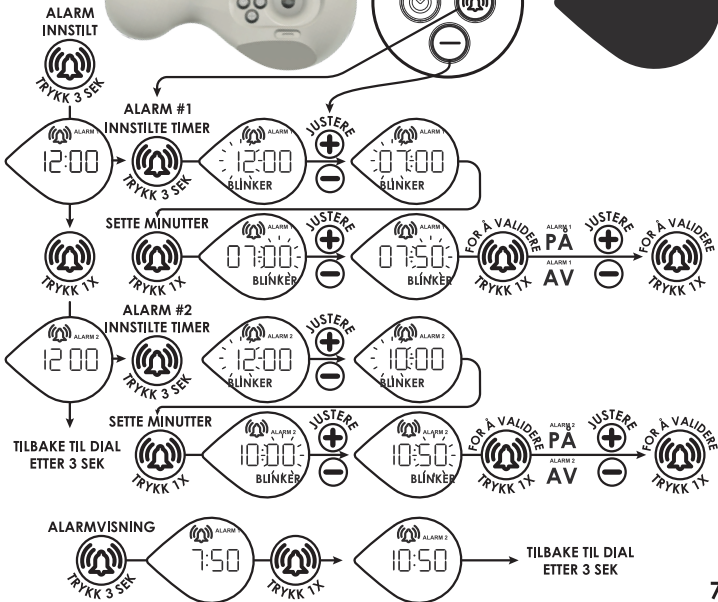 ALARM
INNSTILT
TRYKK 3 SEK
ALARM #1
INNSTILTE TIMER
TRYKK 3 SEK
ALARM 1
12:00
ALARM 1
12:00
BLINKER
JUSTERE
ALARM 1
07:00
BLINKER
SETTE MINUTTER
TRYKK 1X
TRYKK 1X
ALARM 1
07:00
BLINKER
JUSTERE
ALARM 1
07:50
BLINKER
FOR Å VALIDERE
TRYKK 1X
ALARM 1
PÅ
ALARM 1
AV
JUSTERE
FOR Å VALIDERE
TRYKK 1X
ALARM #2
INNSTILTE TIMER
TRYKK 3 SEK
ALARM 2
12 00
ALARM 2
12:00
BLINKER
JUSTERE
ALARM 2
10:00
BLINKER
TILBAKE TIL DIAL
ETTER 3 SEK
SETTE MINUTTER
TRYKK 1X
ALARM 2
10:00
BLINKER
JUSTERE
ALARM 2
10:50
BLINKER
FOR Å VALIDERE
TRYKK 1X
ALARM 2
PÅ
ALARM 2
AV
JUSTERE
FOR Å VALIDERE
TRYKK 1X
ALARMVISNING
TRYKK 3 SEK
ALARM
7:50
TRYKK 1X
ALARM 2
10:50
TILBAKE TIL DIAL
ETTER 3 SEK
7